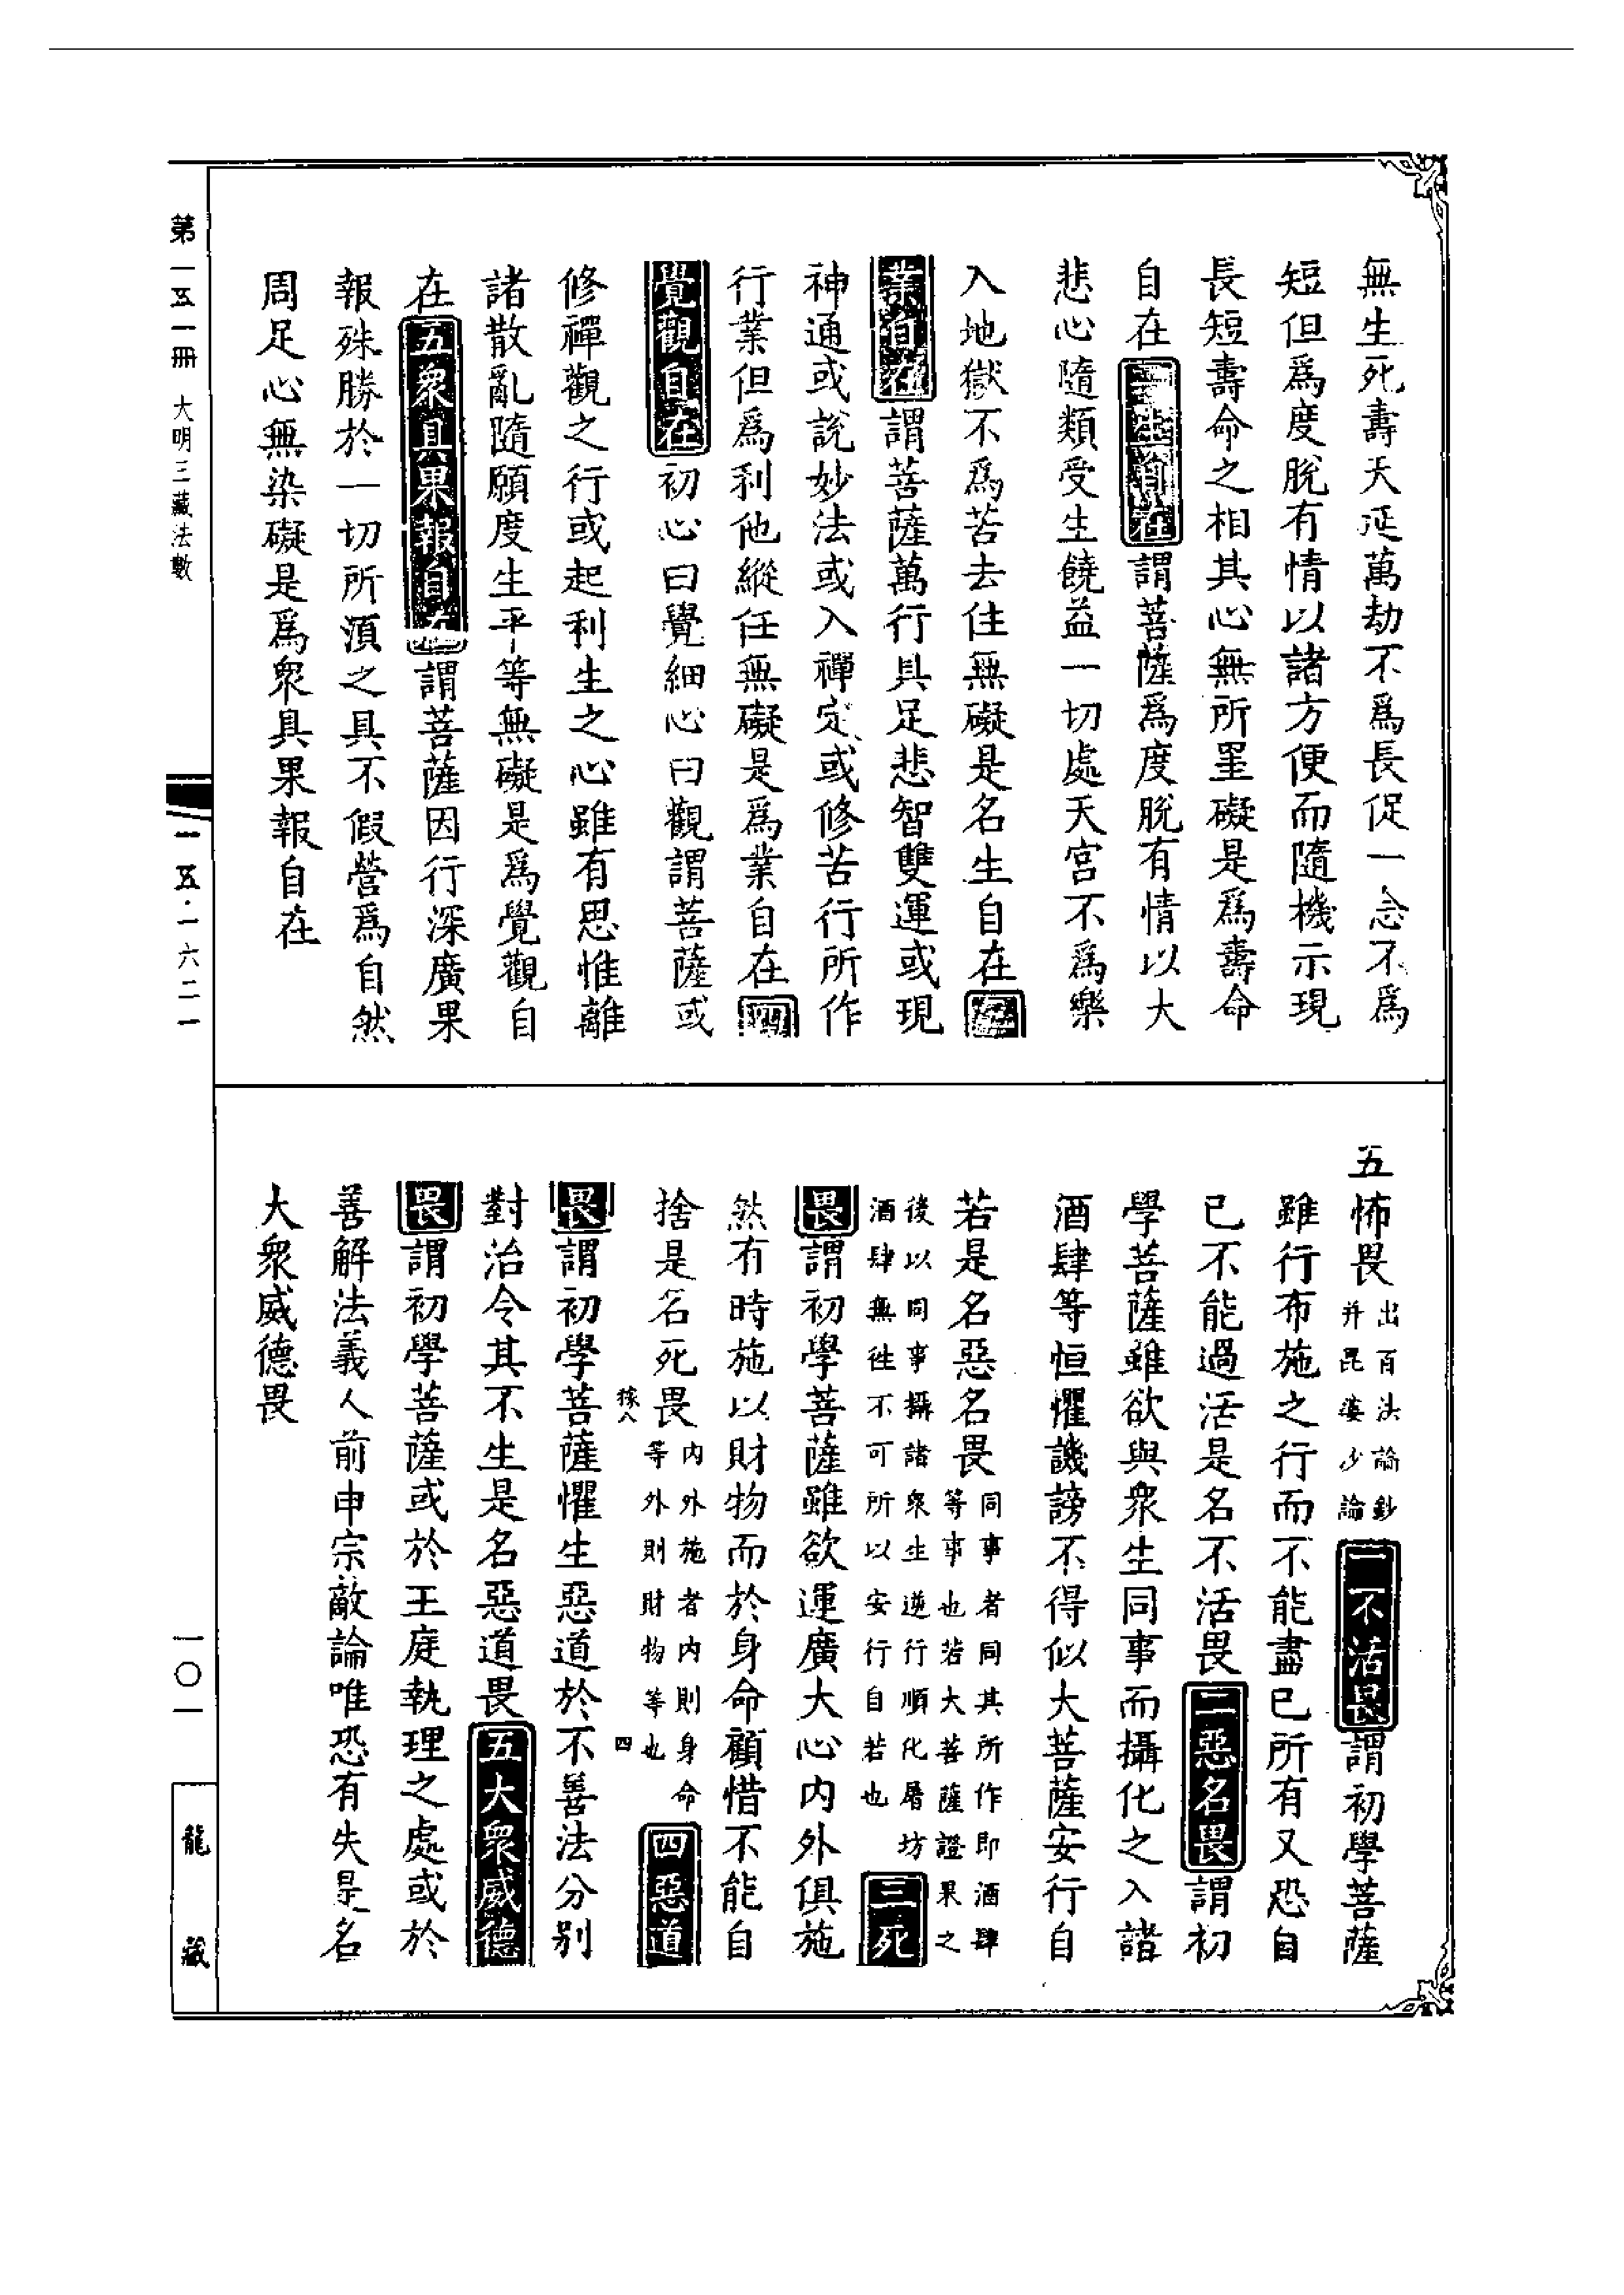 無生死壽夭延萬劫不爲長促一念不爲
短但爲度脫有情以諸方便而隨機示現
長短壽命之相其心無所罣礙是爲壽命
自在二生自在謂菩薩爲度脫有情以大
悲心隨類受生饒益一切處天宮不爲樂
入地獄不爲苦去住無礙是名生自在三
業自在謂菩薩萬行具足悲智雙運或現
神通或說妙法或入禪定或修苦行所作
行業但爲利他縱任無礙是爲業自在四
覺觀自在初心曰覺細心曰觀謂菩薩或
修禪觀之行或起利生之心雖有思惟離
諸散亂隨願度生平等無礙是爲覺觀自
在五衆具果報自在謂菩薩因行深廣果
報殊勝於一切所須之具不假營爲自然
周足心無染礙是爲衆具果報自在
五怖畏出百法論鈔并毘婆少論一不活畏謂初學菩薩
雖行布施之行而不能盡已所有又恐自
已不能過活是名不活畏二惡名畏謂初
學菩薩雖欲與衆生同事而攝化之入諸
酒肆等恒懼譏謗不得似大菩薩安行自
若是名惡名畏同事者同其所作即酒肆等事也若大菩薩證果之
後以同事攝諸衆生逆行順化屠坊酒肆無往不可所以安行自若也三死
畏謂初學菩薩雖欲運廣大心內外俱施
然有時施以財物而於身命顧惜不能自
捨是名死畏內外施者內則身命等外則財物等也四惡道
畏謂初學菩薩懼生惡道於不善法分別
對治令其不生是名惡道畏五大衆威德
畏謂初學菩薩或於王庭執理之處或於
善解法義人前申宗敵論唯恐有失是名
大衆威德畏
第一五一冊 大明三藏法數
一五·一六二一
一〇一
龍藏